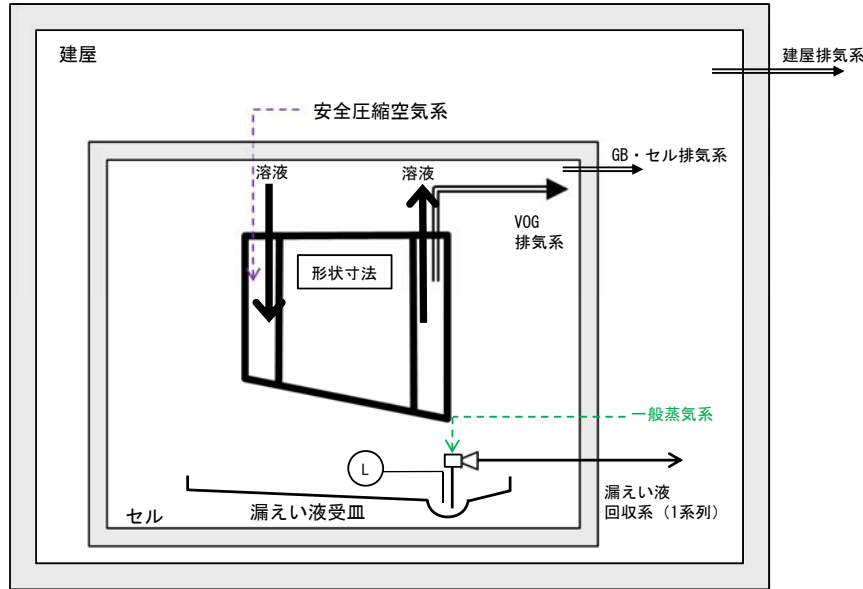 建屋
建屋排気系
安全圧縮空気系
GB・セル排気系
溶液
溶液
VOG
排気系
形状寸法
一般蒸気系
L
漏えい液
回収系（1系列）
セル
漏えい液受皿